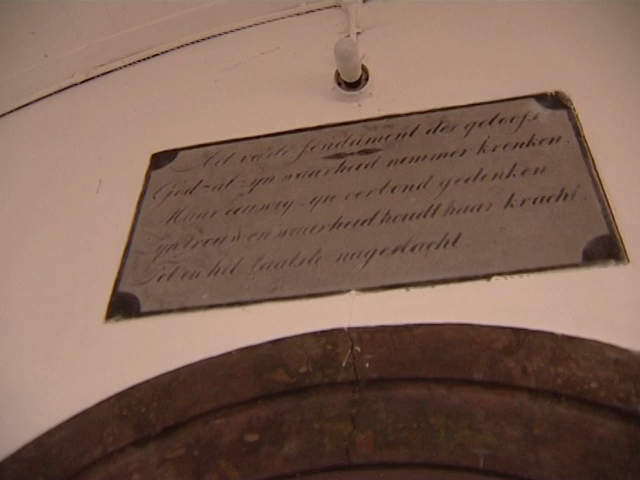 Het vaste fondament des geloofs
God zal zyn waarheid nimmer krenken.
Maar eeuwig zyn verbond gedenken
zyn trouw en waarheid houdt haar kracht.
Tot en het laatste nageslacht